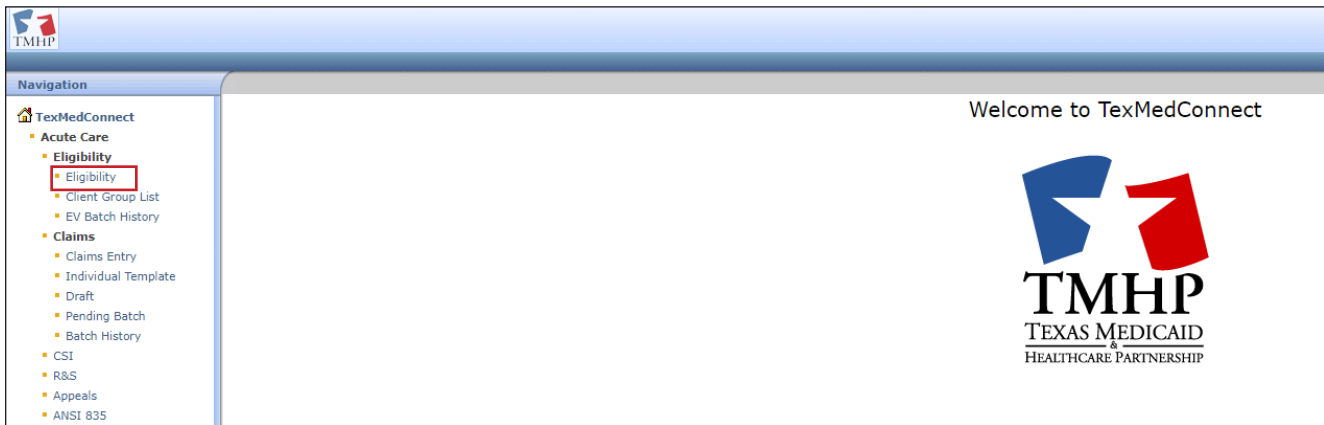 TMHP
Navigation
TexMedConnect
Acute Care
Eligibility
Eligibility
Client Group List
EV Batch History
Claims
Claims Entry
Individual Template
Draft
Pending Batch
Batch History
CSI
R&S
Appeals
ANSI 835
Welcome to TexMedConnect
TMHP
TEXAS MEDICAID
&
HEALTHCARE PARTNERSHIP